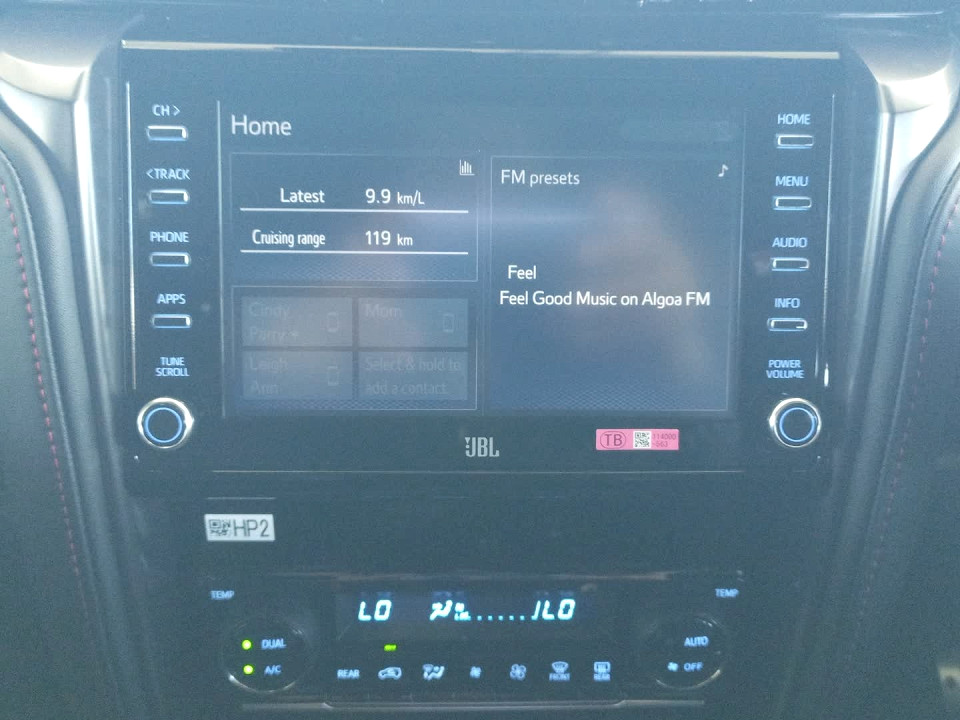 CH >
<TRACK
PHONE
APPS
TUNE
SCROLL
Home
Latest 9.9 km/L
Cruising range 119 km
Cindy
Mom
Leigh
Ann
Select & hold to
add a contact.
FM presets
Feel
Feel Good Music on Algoa FM
HOME
MENU
AUDIO
INFO
POWER
VOLUME
JBL
TB
HP2
TEMP
TEMP
LO
LO
DUAL
A/C
REAR
FRONT
REAR
AUTO
OFF